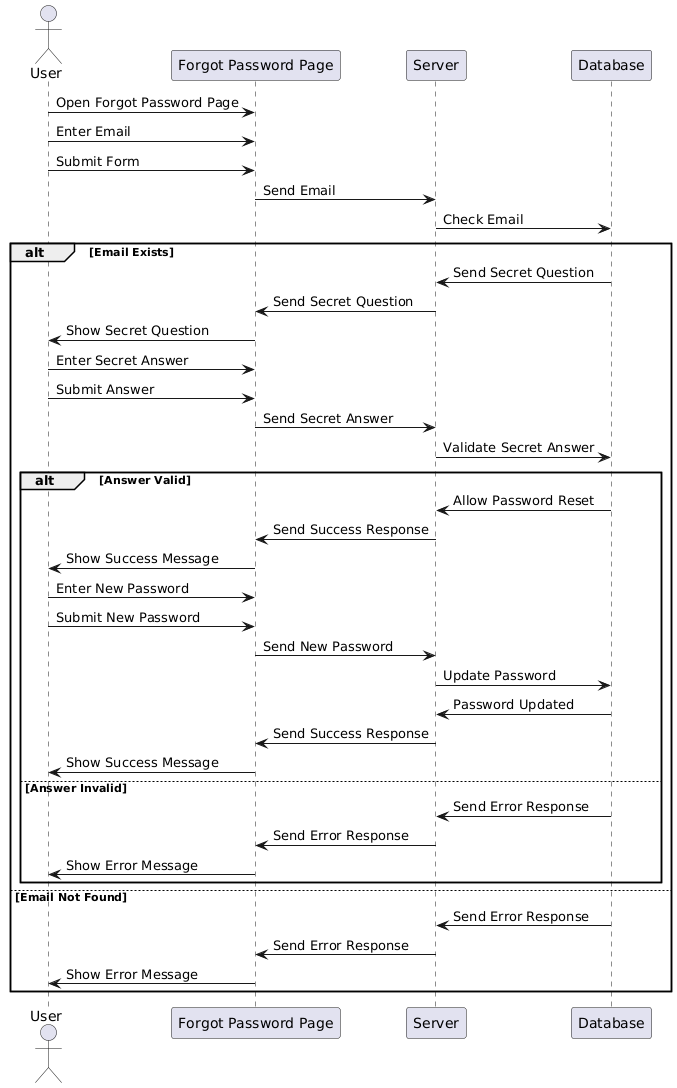 User
Forgot Password Page
Server
Database
Open Forgot Password Page
Enter Email
Submit Form
Send Email
Check Email
alt
[Email Exists]
Send Secret Question
Send Secret Question
Show Secret Question
Enter Secret Answer
Submit Answer
Send Secret Answer
Validate Secret Answer
alt
[Answer Valid]
Allow Password Reset
Send Success Response
Show Success Message
Enter New Password
Submit New Password
Send New Password
Update Password
Password Updated
Send Success Response
Show Success Message
[Answer Invalid]
Send Error Response
Send Error Response
Show Error Message
[Email Not Found]
Send Error Response
Send Error Response
Show Error Message
User
Forgot Password Page
Server
Database